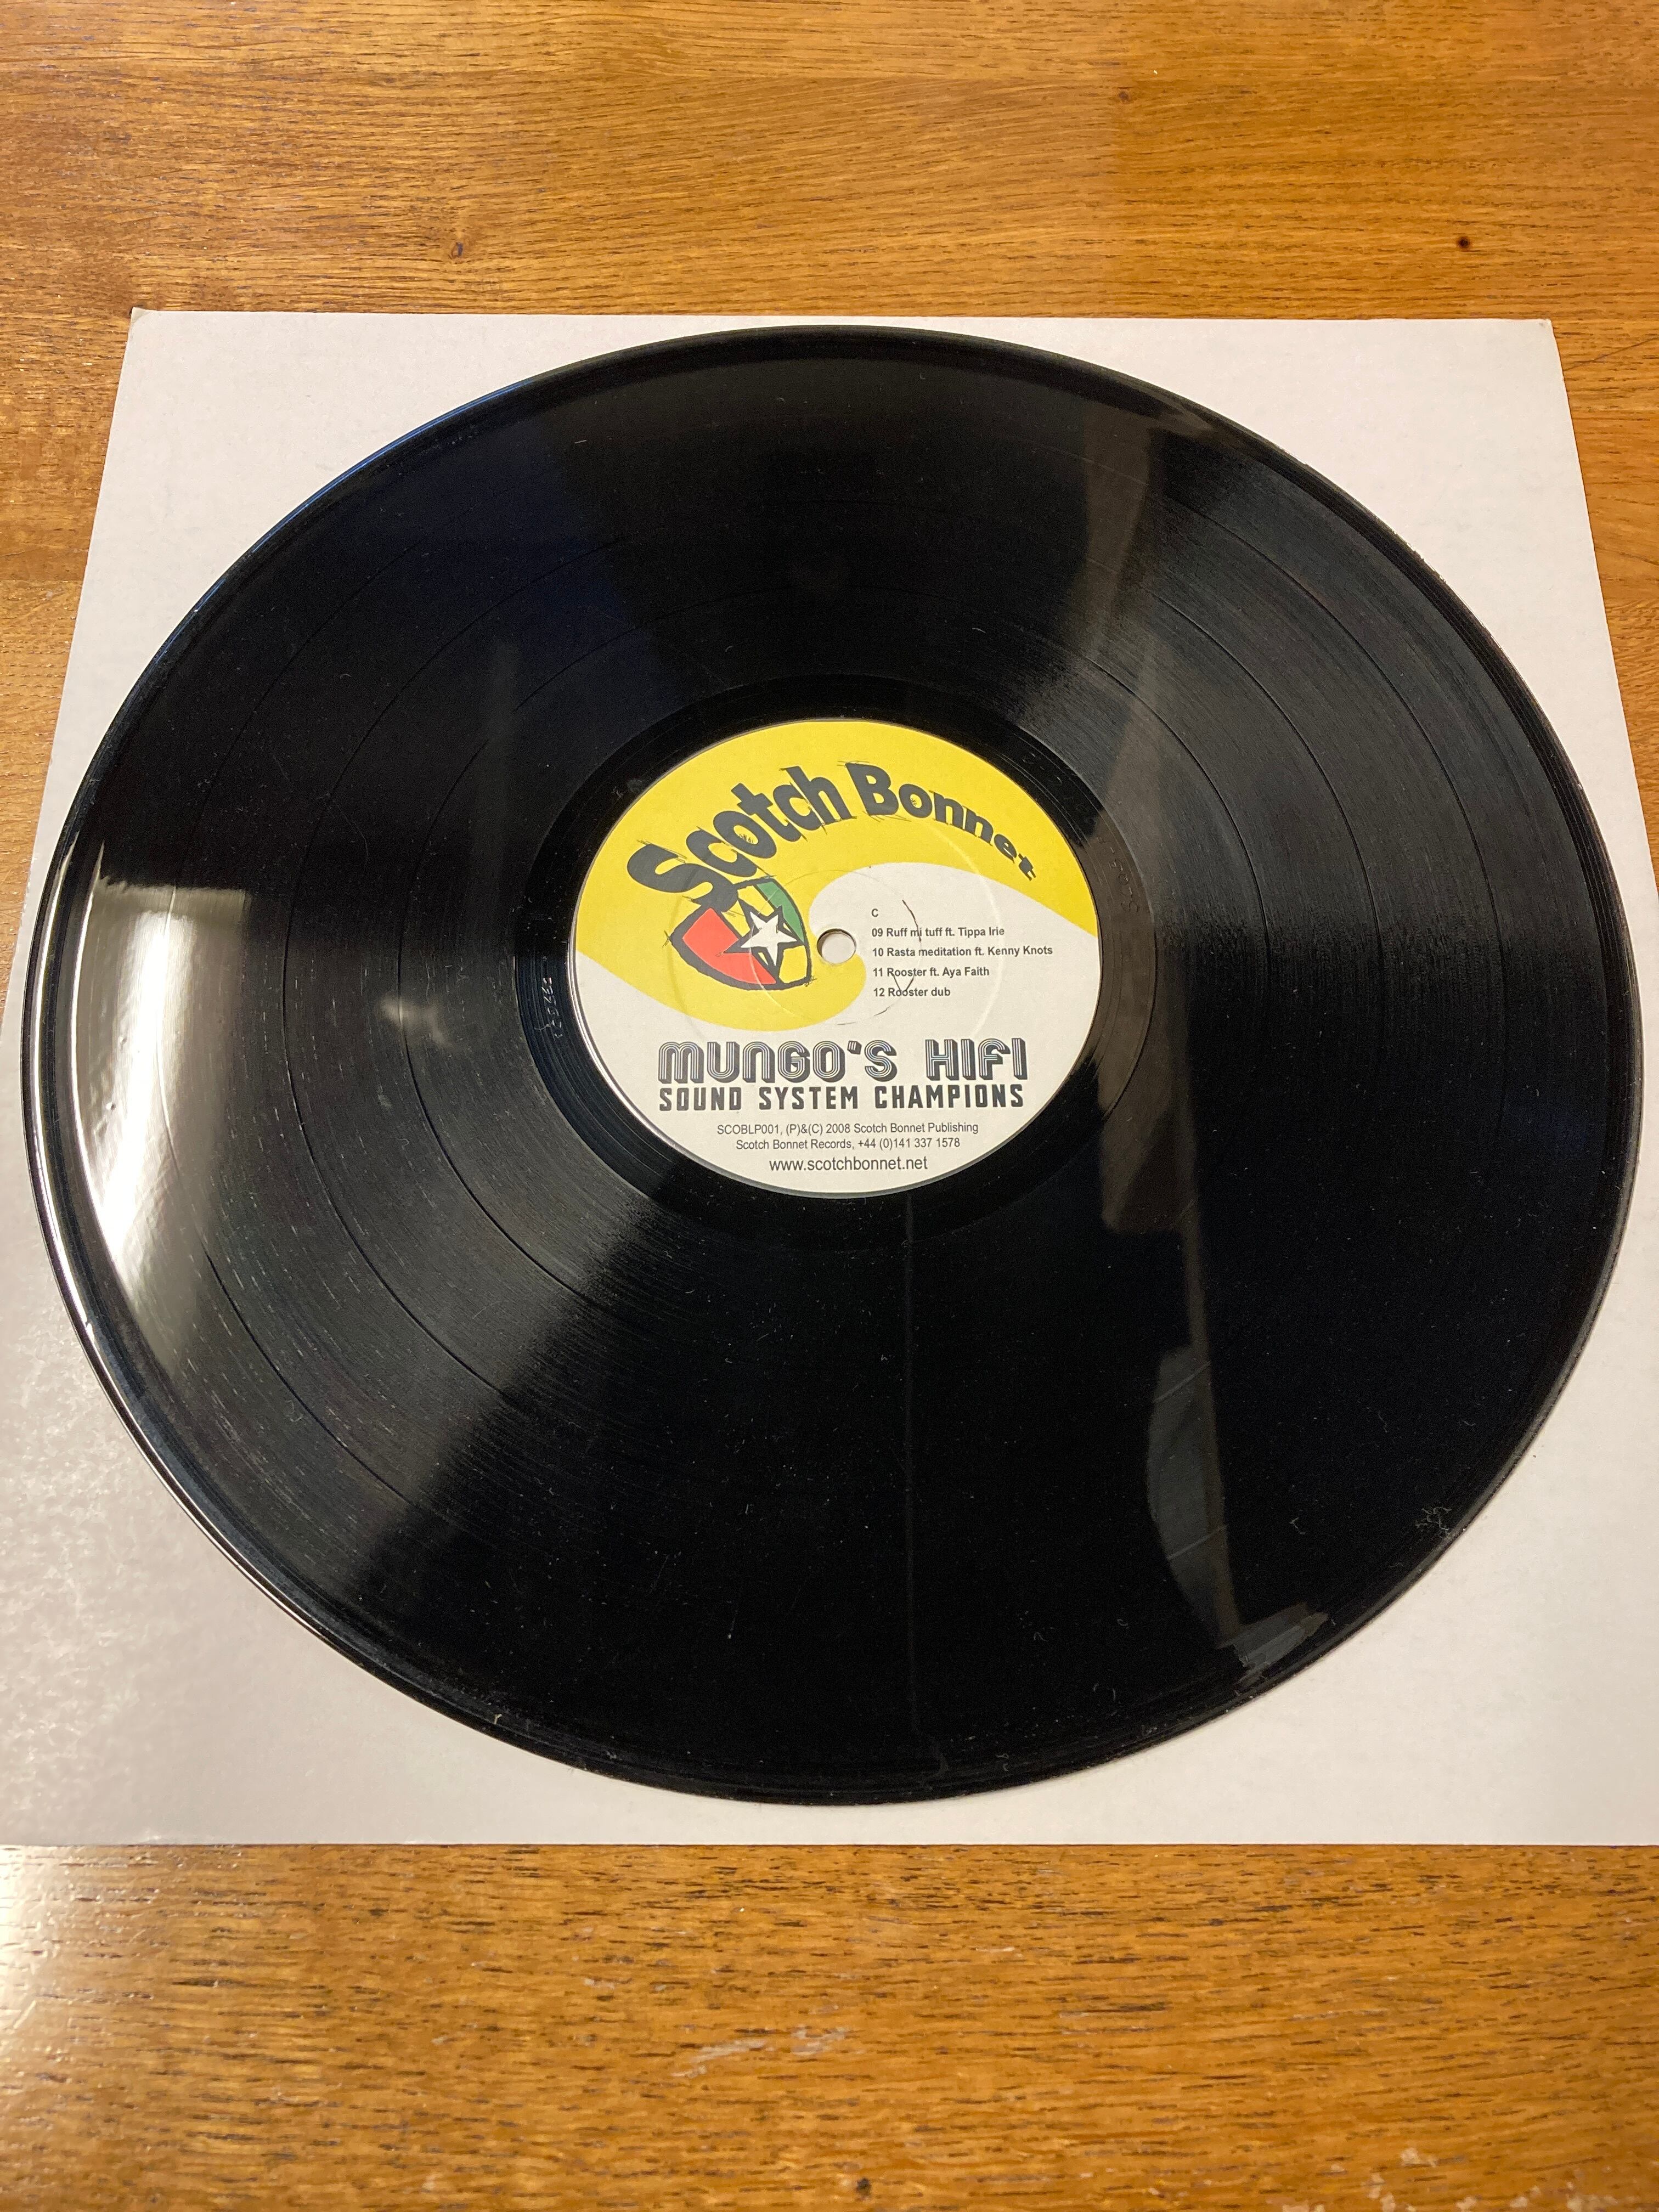 Scotch Bonnet
C
09 Ruff mi tuff ft. Tippa Irie
10 Rasta meditation ft. Kenny Knots
11 Rooster ft. Aya Faith
12 Rooster dub
MUNGO'S HIFI
SOUND SYSTEM CHAMPIONS
SCOBLP001, (P)&(C) 2008 Scotch Bonnet Publishing
Scotch Bonnet Records, +44 (0)141 337 1578
www.scotchbonnet.net